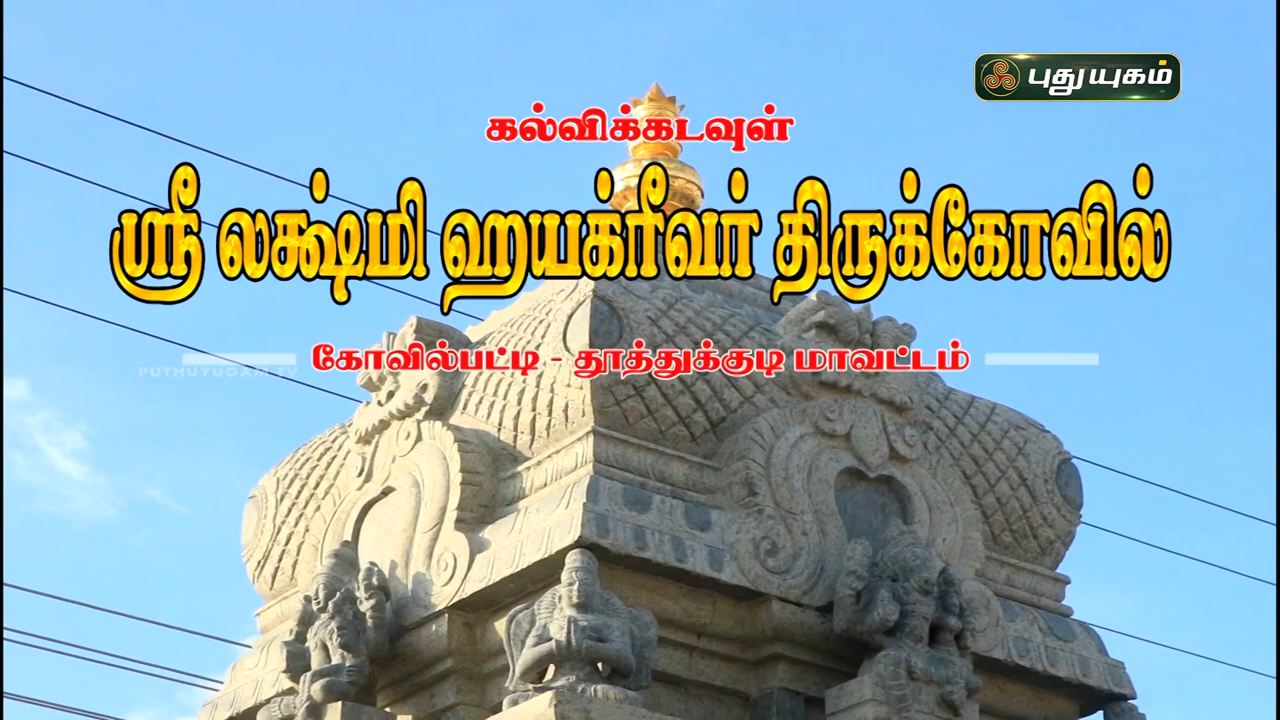 புதுயுகம்
கல்விக்கடவுள்
ஸ்ரீ லக்ஷ்மி ஹயக்ரீவர் திருக்கோவில்
கோவில்பட்டி - தூத்துக்குடி மாவட்டம்
PUTHUYUGAM.TV